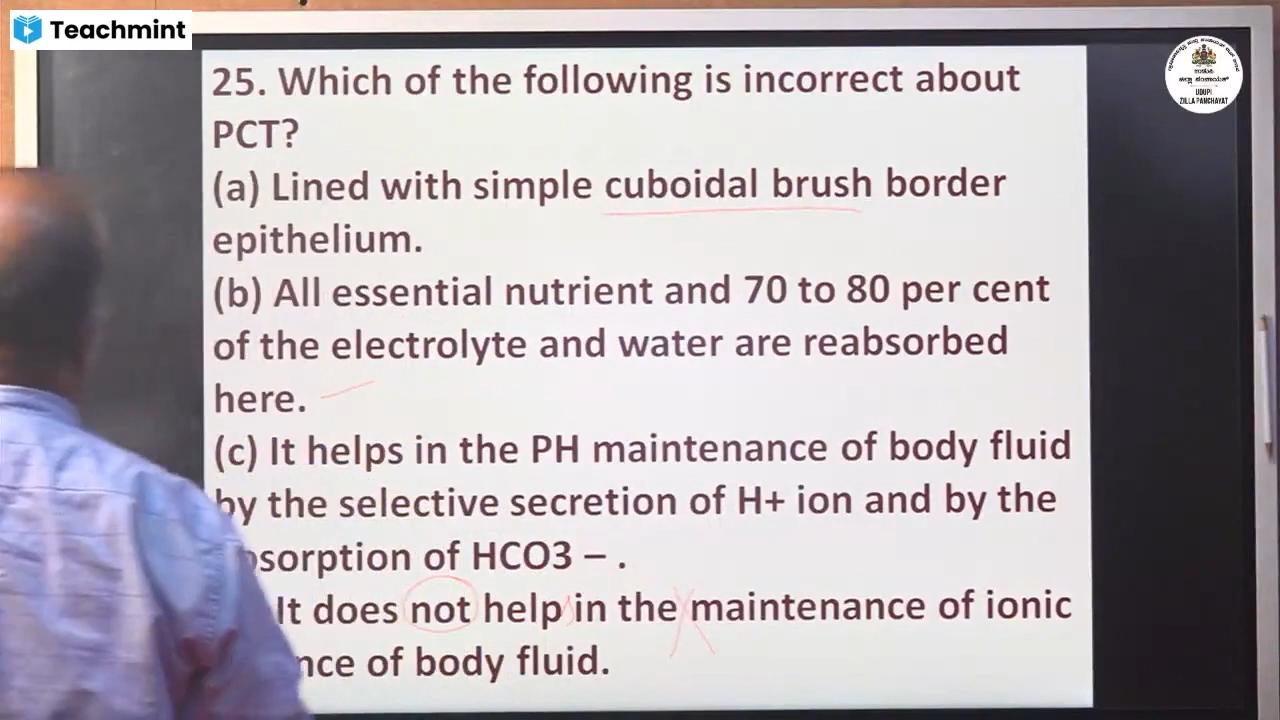 Teachmint
UDUPI
ZILLA PANCHAYAT
25. Which of the following is incorrect about
PCT?
(a) Lined with simple cuboidal brush border
epithelium.
(b) All essential nutrient and 70 to 80 per cent
of the electrolyte and water are reabsorbed
here.
(c) It helps in the PH maintenance of body fluid
by the selective secretion of H+ ion and by the
of HCO3 – .
It does not help in the maintenance of ionic
of body fluid.